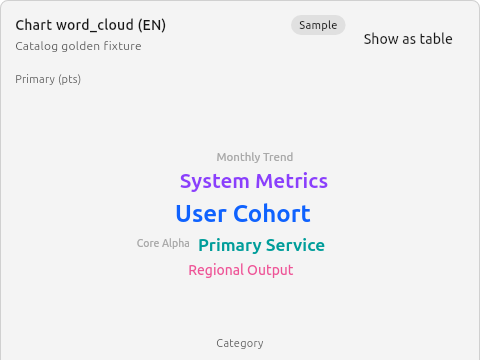 Chart word_cloud (EN)
Sample
Show as table
Catalog golden fixture
Primary (pts)
Monthly Trend
System Metrics
User Cohort
Core Alpha Primary Service
Regional Output
Category